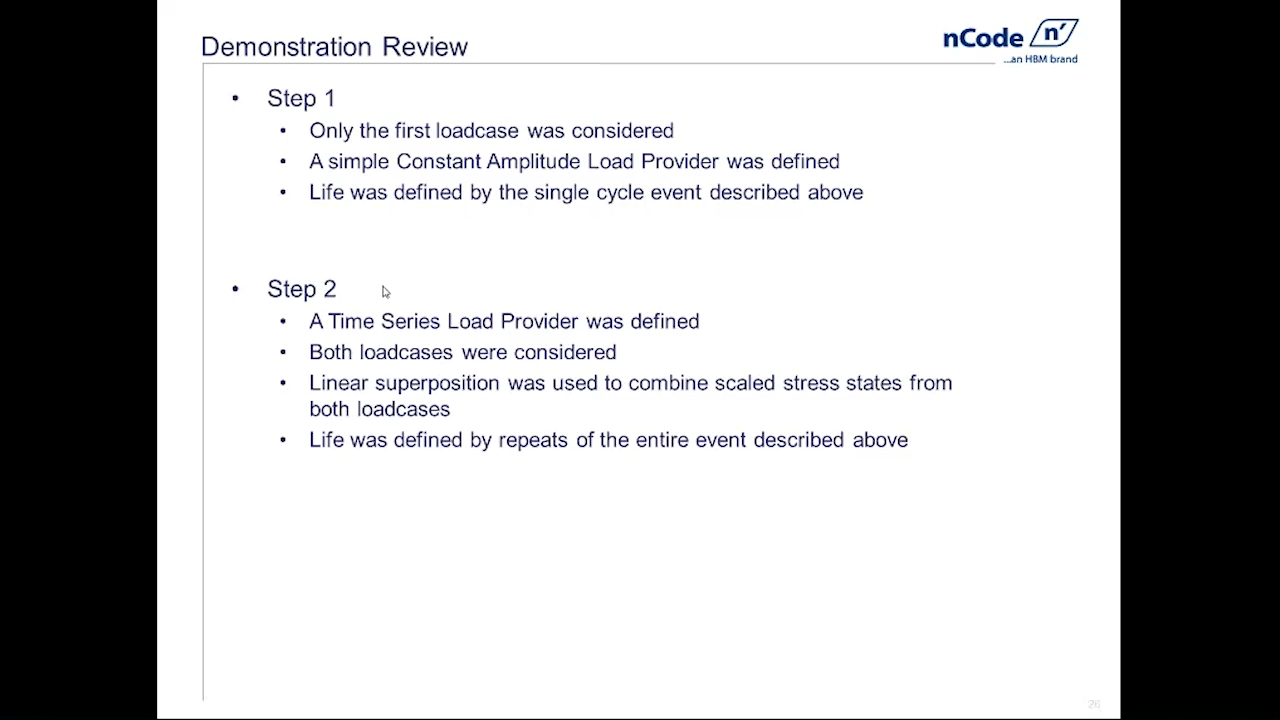 Demonstration Review
nCode n'
...an HBM brand
• Step 1
• Only the first loadcase was considered
• A simple Constant Amplitude Load Provider was defined
• Life was defined by the single cycle event described above
• Step 2
• A Time Series Load Provider was defined
• Both loadcases were considered
• Linear superposition was used to combine scaled stress states from
both loadcases
• Life was defined by repeats of the entire event described above
26